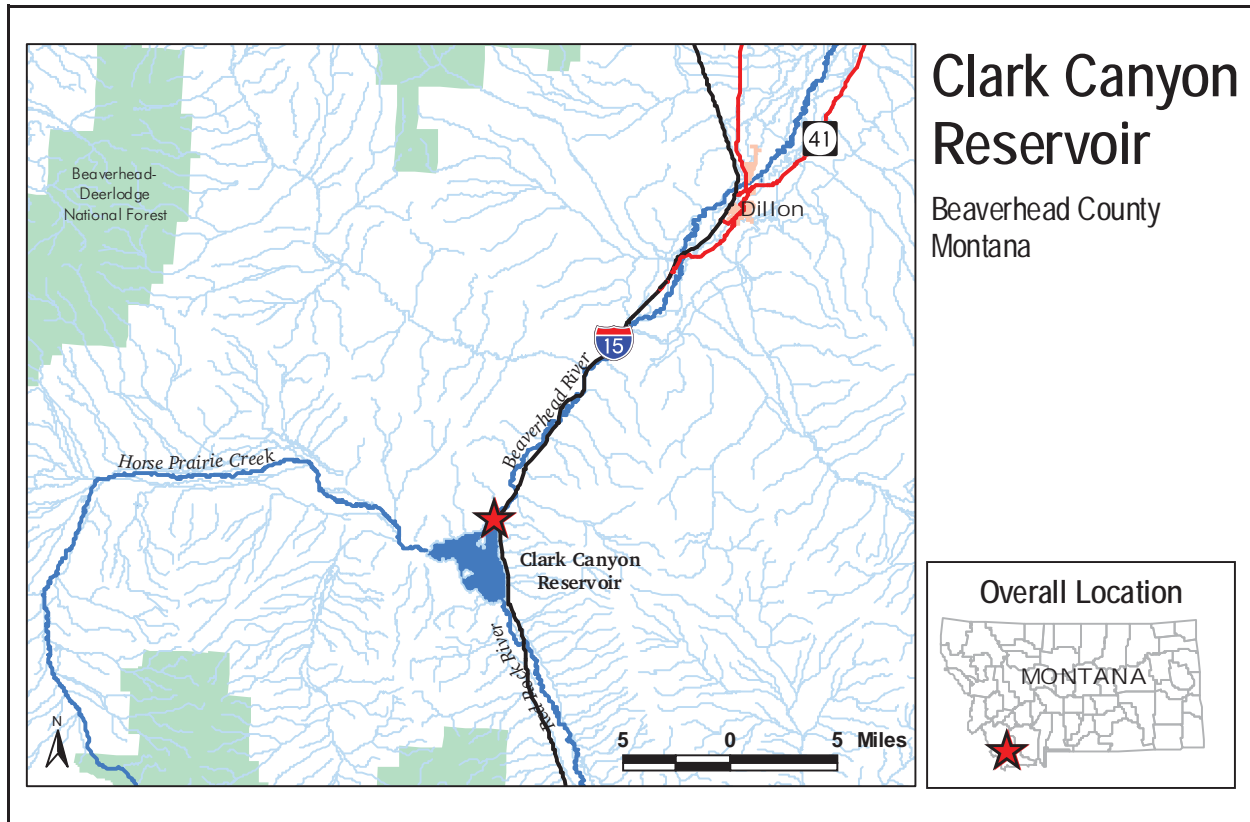 Clark Canyon
Reservoir
Beaverhead County
Montana
Beaverhead-
Deerlodge
National Forest
41
Dillon
15
Beaverhead River
Horse Prairie Creek
Clark Canyon
Reservoir
Red Rock River
N
5 0 5 Miles
Overall Location
MONTANA